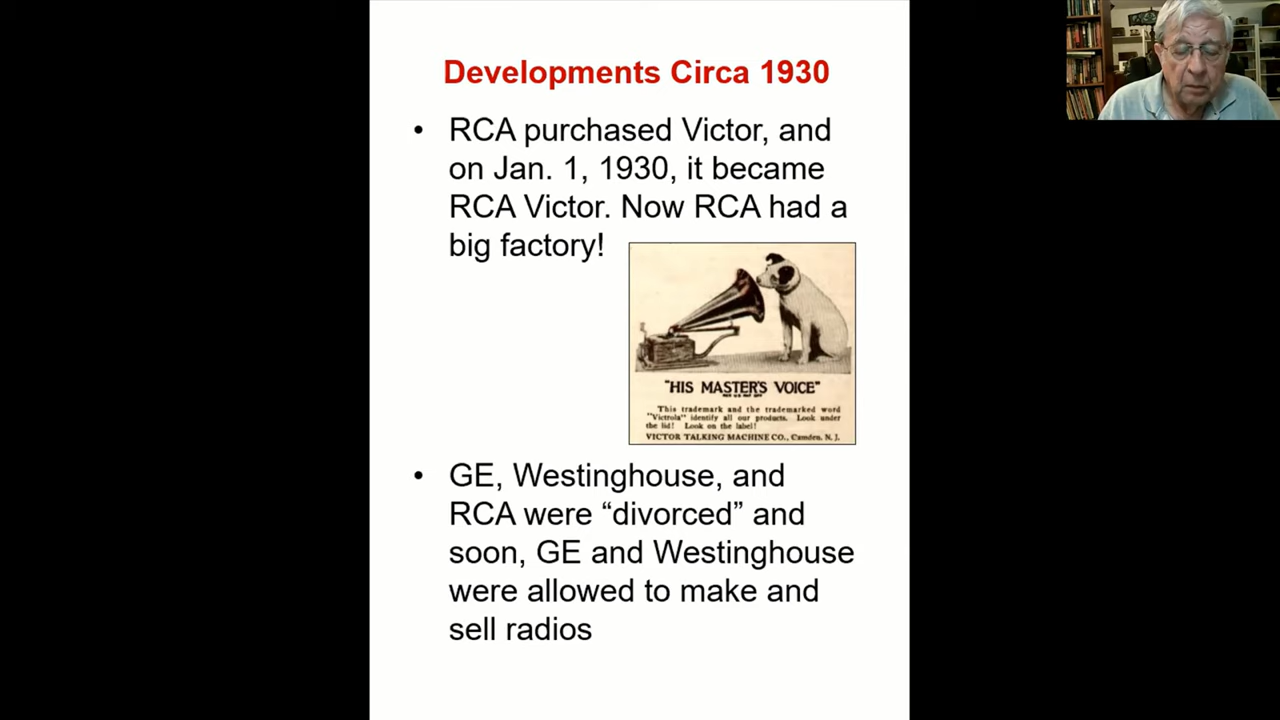 Developments Circa 1930
• RCA purchased Victor, and
on Jan. 1, 1930, it became
RCA Victor. Now RCA had a
big factory!
"HIS MASTER'S VOICE"
This trademark and the trademarked word
"Victrola" identify all our products. Look under
the lid! Look on the label!
VICTOR TALKING MACHINE CO., Camden, N. J.
• GE, Westinghouse, and
RCA were “divorced” and
soon, GE and Westinghouse
were allowed to make and
sell radios